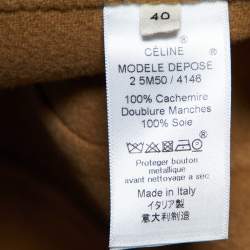 40
®
CÉLINE
MODELE DEPOSE
2 5M50 / 4146
100% Cachemire
Doublure Manches
100% Soie
®
Proteger bouton
metallique
avant nettoyage a sec
Made in Italy
イタリア製
意大利制造